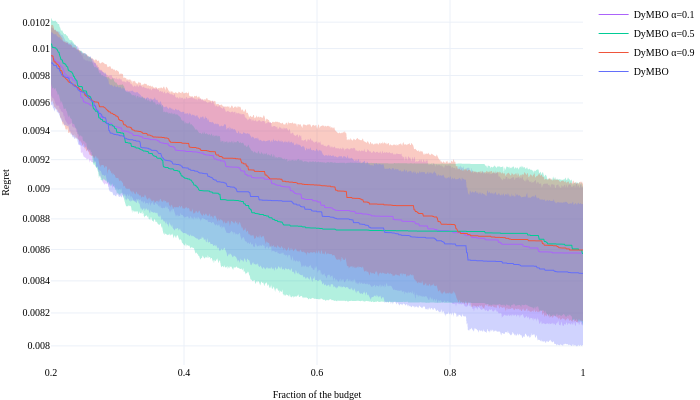 0.0102
0.01
0.0098
0.0096
0.0094
0.0092
0.009
0.0088
0.0086
0.0084
0.0082
0.008
Regret
0.2 0.4 0.6 0.8 1
Fraction of the budget
DyMBO α=0.1
DyMBO α=0.5
DyMBO α=0.9
DyMBO